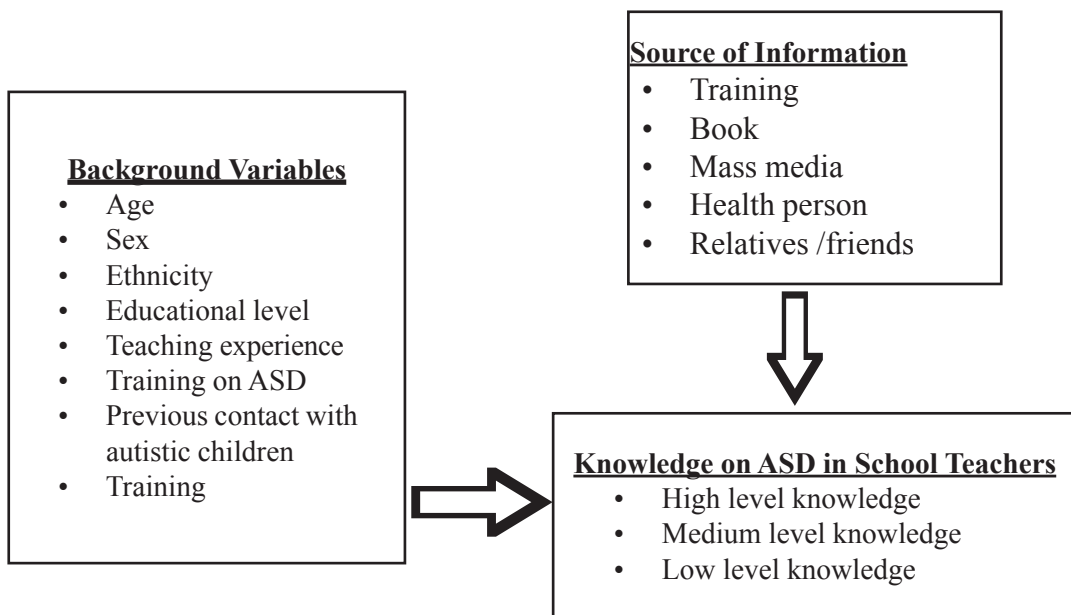 Background Variables
• Age
• Sex
• Ethnicity
• Educational level
• Teaching experience
• Training on ASD
• Previous contact with
autistic children
• Training
Source of Information
• Training
• Book
• Mass media
• Health person
• Relatives /friends
Knowledge on ASD in School Teachers
• High level knowledge
• Medium level knowledge
• Low level knowledge